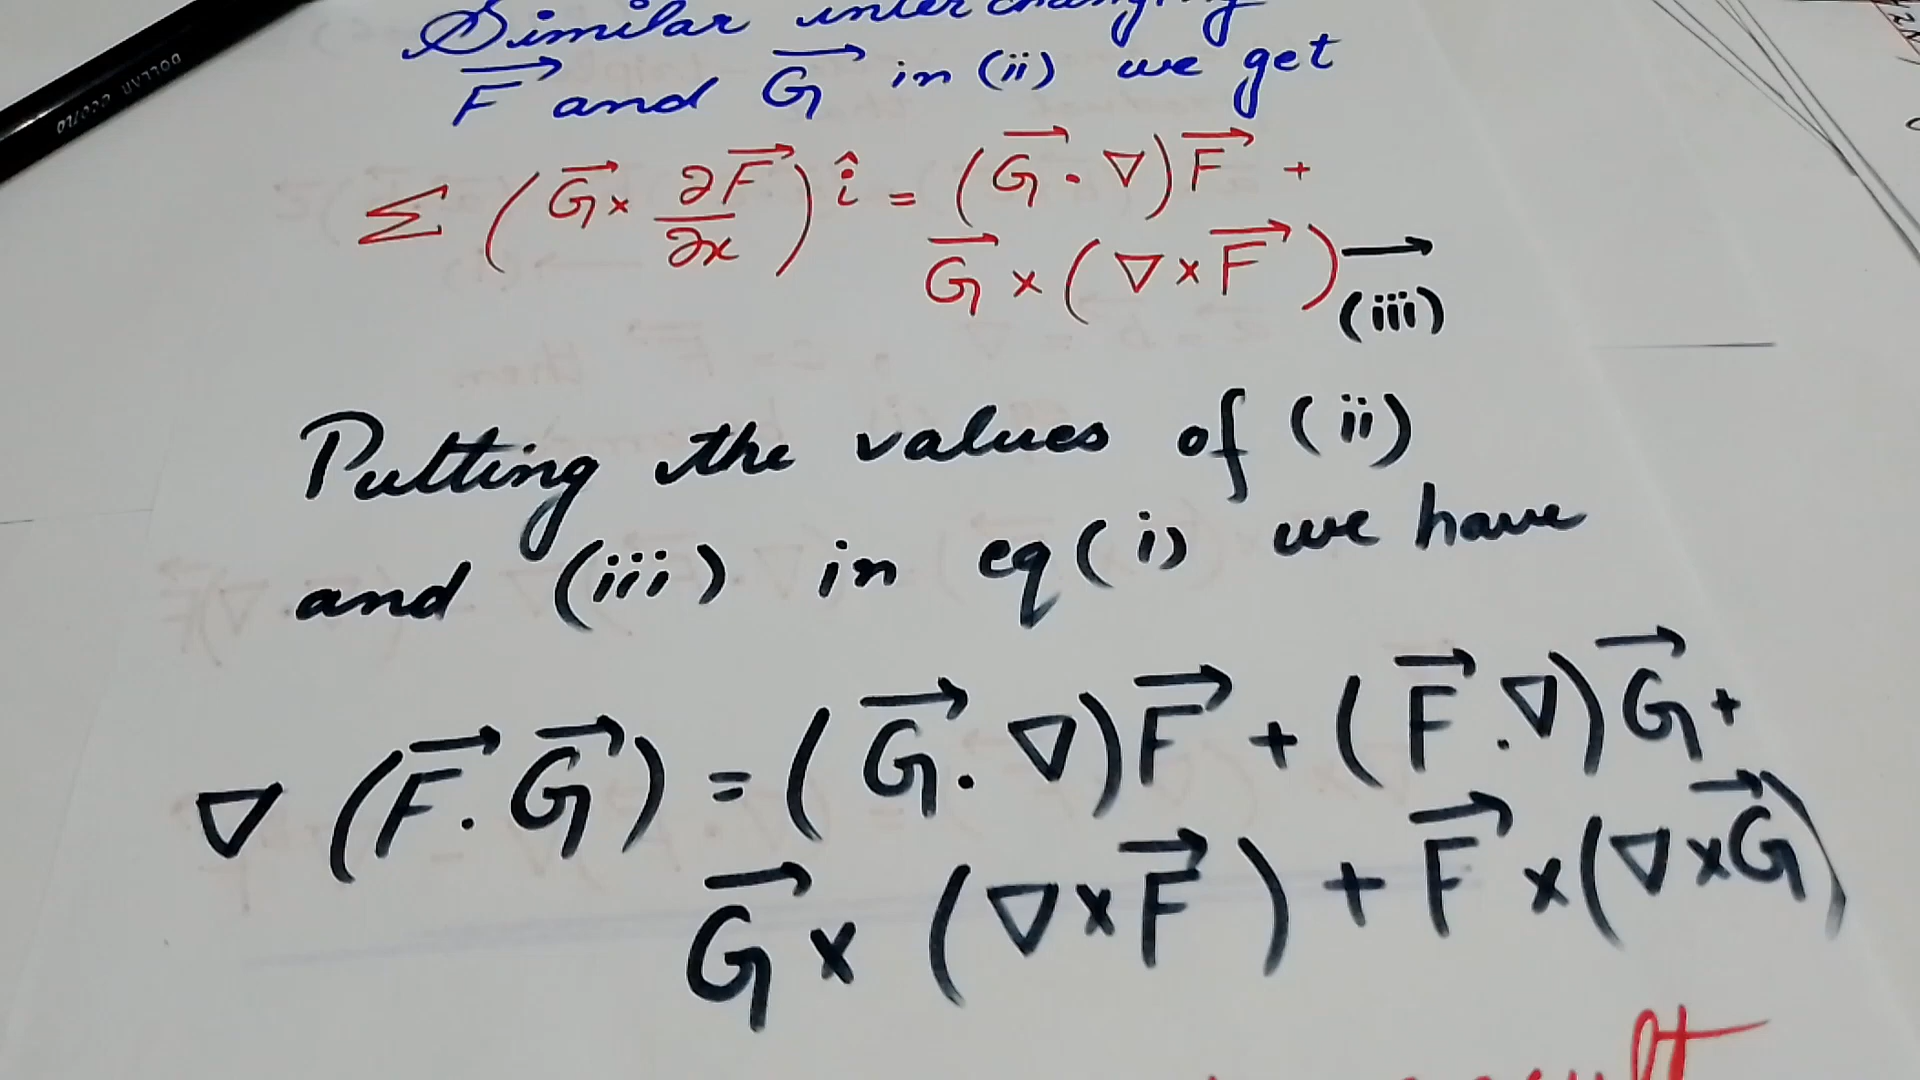 Similar interchanging
F⃗ and G⃗ in (ii) we get
Σ (G⃗ × ∂F⃗/∂x) î = (G⃗ . ∇) F⃗ +
G⃗ × (∇ × F⃗) → (iii)
Putting the values of (ii)
and (iii) in eq (i) we have
∇ (F⃗ . G⃗) = (G⃗ . ∇) F⃗ + (F⃗ . ∇) G⃗ +
G⃗ × (∇ × F⃗) + F⃗ × (∇ × G⃗)